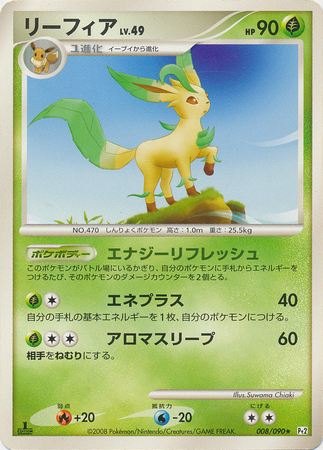 リーフィア LV.49 HP 90
1進化 イーブイから進化
NO.470 しんりょくポケモン 高さ：1.0m 重さ：25.5kg
ポケボディー エナジーリフレッシュ
このポケモンがバトル場にいるかぎり、自分のポケモンに手札からエネルギーを
つけるたび、そのポケモンのダメージカウンターを2個とる。
エネプラス 40
自分の手札の基本エネルギーを1枚、自分のポケモンにつける。
アロマスリープ 60
相手をねむりにする。
Illus. Suwama Chiaki
弱点 +20 抵抗力 -20 にげる
1 EDITION ©2008 Pokémon/Nintendo/Creatures/GAME FREAK. 008/090★ Pt2